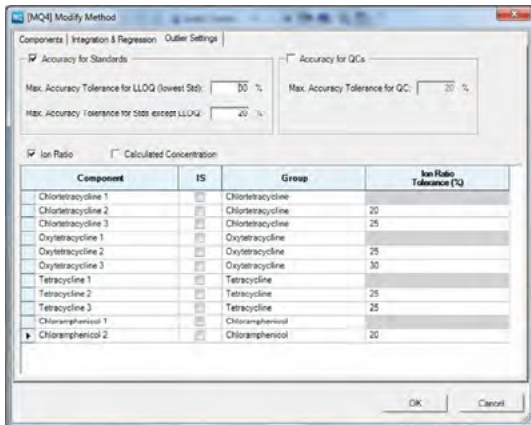 [MQ4] Modify Method
Components Integration & Regression Outlier Settings
Accuracy for Standards
Accuracy for QCs
Max. Accuracy Tolerance for LLOQ (lowest Std): %
Max. Accuracy Tolerance for QC: 20 %
Max. Accuracy Tolerance for Stds except LLOQ: 20 %
Ion Ratio Calculated Concentration
Component IS Group Ion Ratio
Tolerance (%)
Chlortetracycline 1 Chlortetracycline
Chlortetracycline 2 Chlortetracycline 20
Chlortetracycline 3 Chlortetracycline 25
Oxytetracycline 1 Oxytetracycline
Oxytetracycline 2 Oxytetracycline 25
Oxytetracycline 3 Oxytetracycline 30
Tetracycline 1 Tetracycline
Tetracycline 2 Tetracycline 25
Tetracycline 3 Tetracycline 25
Chloramphenicol 1 Chloramphenicol
Chloramphenicol 2 Chloramphenicol 20
OK Cancel